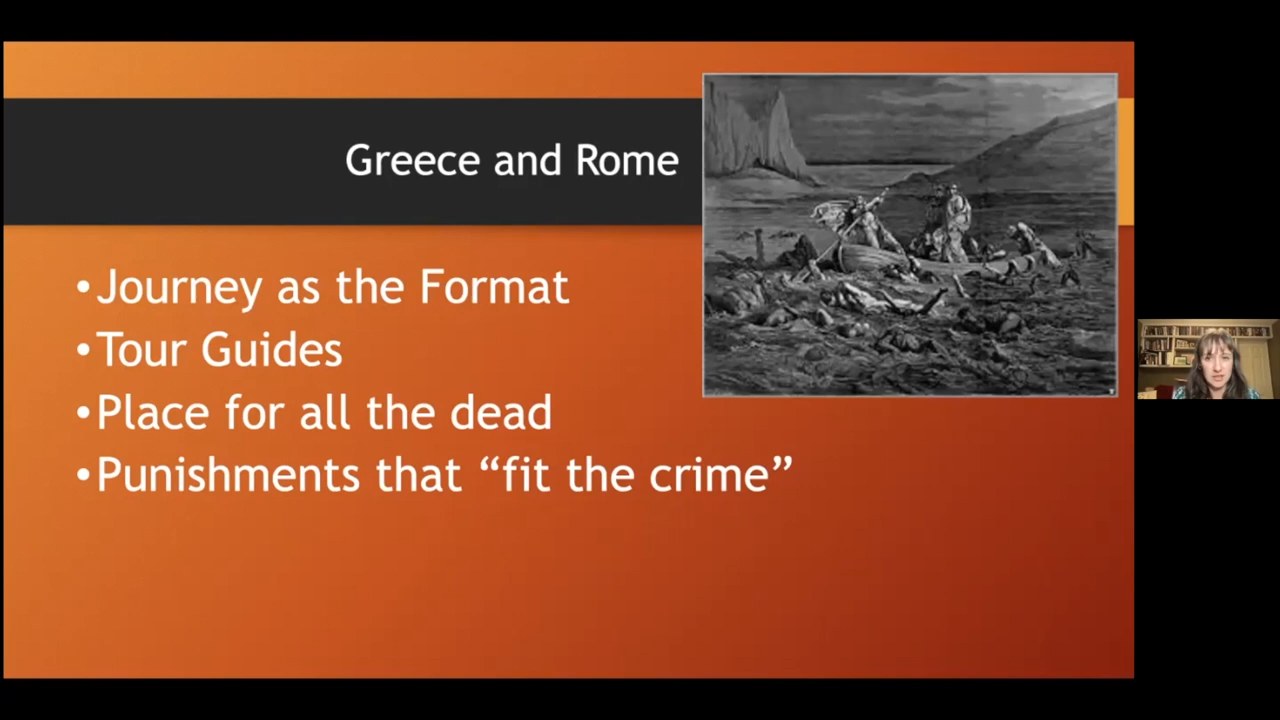 Greece and Rome
•Journey as the Format
•Tour Guides
•Place for all the dead
•Punishments that “fit the crime”